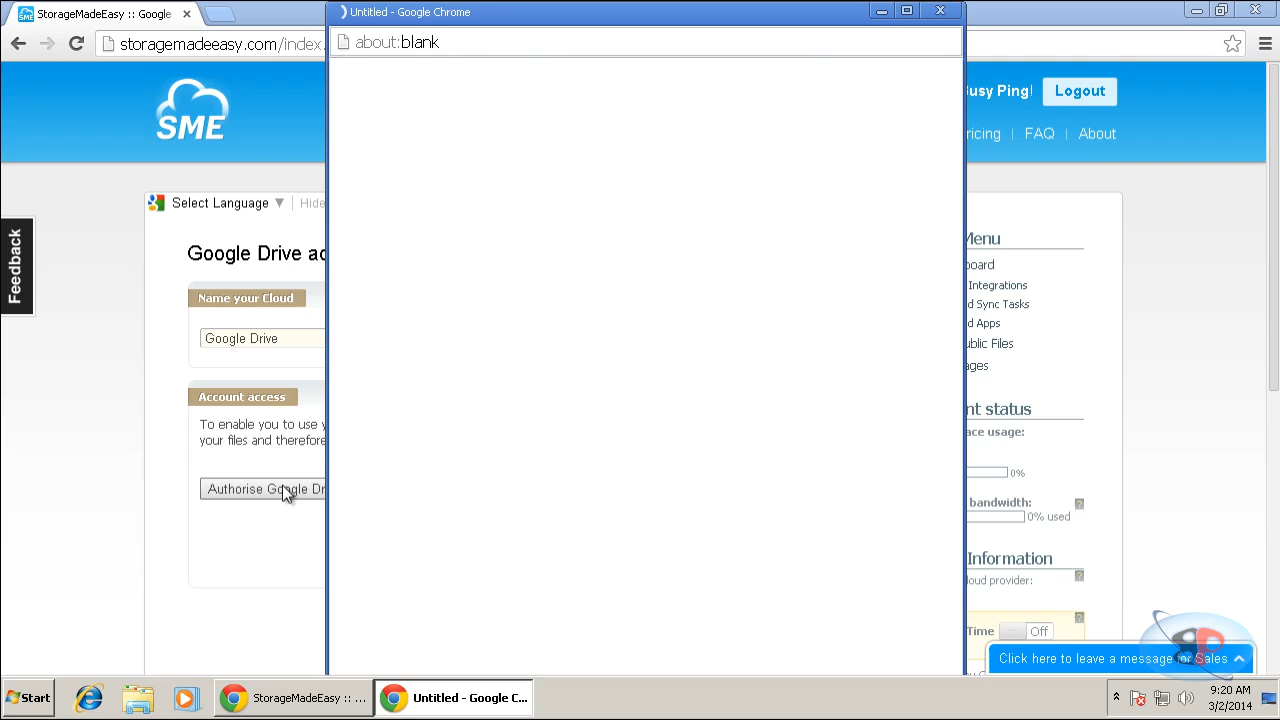 StorageMadeEasy :: Google
Untitled - Google Chrome
storagemadeeasy.com/index.
about:blank
SME
usy Ping!
Logout
ricing | FAQ | About
Select Language ▼ | Hide
Feedback
Google Drive ac
Name your Cloud
Google Drive
Account access
To enable you to use y
your files and therefore
Authorise Google Dr
Menu
board
Integrations
d Sync Tasks
d Apps
ublic Files
ages
nt status
ace usage:
0%
bandwidth:
?
0% used
Information
loud provider:
?
?
Time
Off
Click here to leave a message for Sales
Start
StorageMadeEasy :: ...
Untitled - Google C...
9:20 AM
3/2/2014